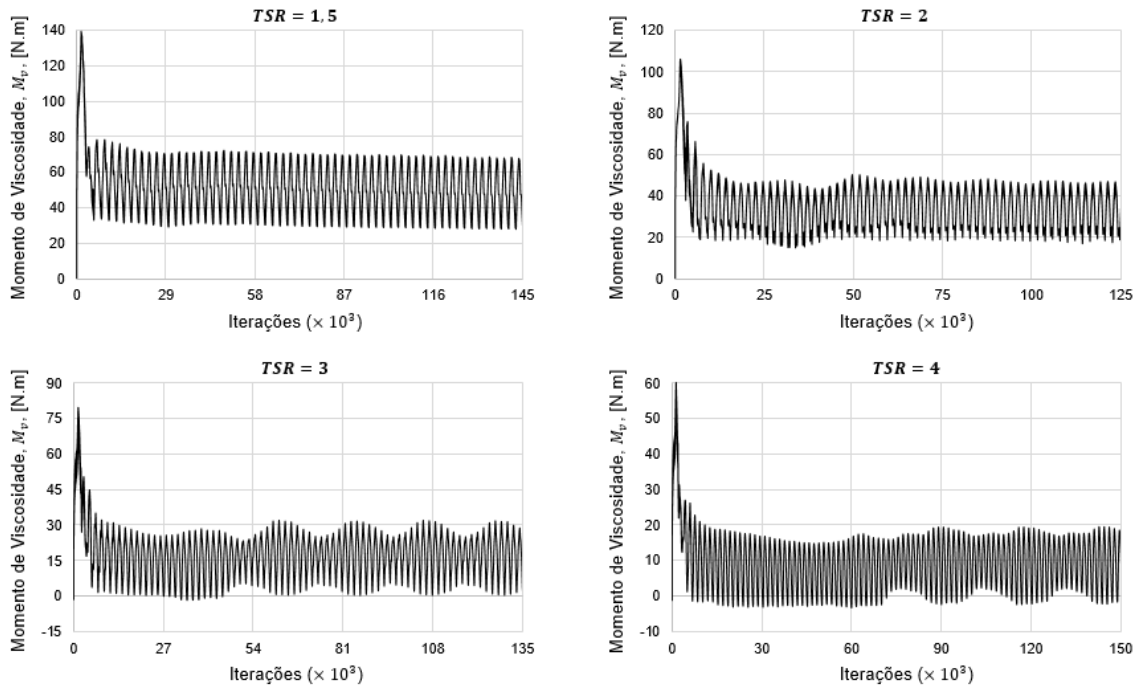 TSR = 1,5
Momento de Viscosidade, Mᵥ, [N.m]
140
120
100
80
60
40
20
0
0 29 58 87 116 145
Iterações (× 10³)
TSR = 2
Momento de Viscosidade, Mᵥ, [N.m]
120
100
80
60
40
20
0
0 25 50 75 100 125
Iterações (× 10³)
TSR = 3
Momento de Viscosidade, Mᵥ, [N.m]
90
75
60
45
30
15
0
-15
0 27 54 81 108 135
Iterações (× 10³)
TSR = 4
Momento de Viscosidade, Mᵥ, [N.m]
60
50
40
30
20
10
0
-10
0 30 60 90 120 150
Iterações (× 10³)